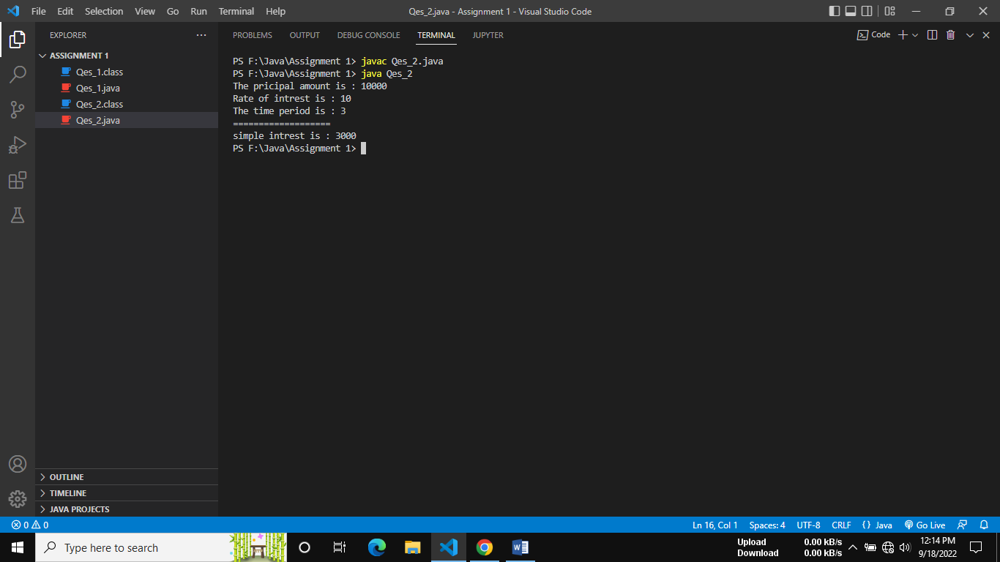 File Edit Selection View Go Run Terminal Help
Qes_2.java - Assignment 1 - Visual Studio Code
EXPLORER
ASSIGNMENT 1
Qes_1.class
Qes_1.java
Qes_2.class
Qes_2.java
OUTLINE
TIMELINE
JAVA PROJECTS
PROBLEMS OUTPUT DEBUG CONSOLE TERMINAL JUPYTER
Code
PS F:\Java\Assignment 1> javac Qes_2.java
PS F:\Java\Assignment 1> java Qes_2
The pricipal amount is : 10000
Rate of intrest is : 10
The time period is : 3
===================
simple intrest is : 3000
PS F:\Java\Assignment 1>
0 0
Ln 16, Col 1 Spaces: 4 UTF-8 CRLF {} Java Go Live
Type here to search
Upload 0.00 kB/s
Download 0.00 kB/s
12:14 PM
9/18/2022